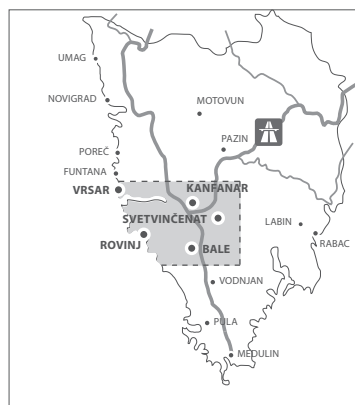 UMAG
NOVIGRAD
MOTOVUN
PAZIN
POREČ
FUNTANA
VRSAR
KANFANAR
SVETVINČENAT
LABIN
RABAC
ROVINJ
BALE
VODNJAN
PULA
MEDULIN